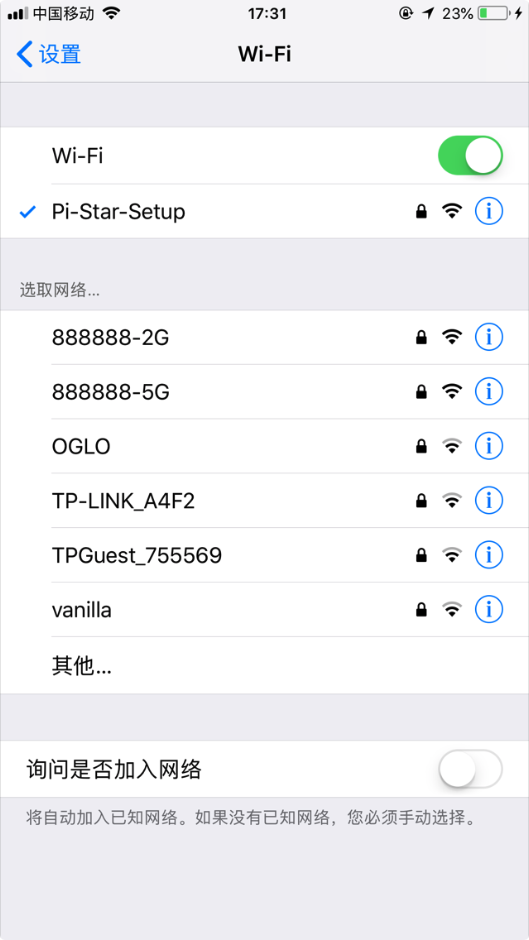 中国移动 17:31 23%
设置 Wi-Fi
Wi-Fi
Pi-Star-Setup
选取网络...
888888-2G
888888-5G
OGLO
TP-LINK_A4F2
TPGuest_755569
vanilla
其他...
询问是否加入网络
将自动加入已知网络。如果没有已知网络，您必须手动选择。